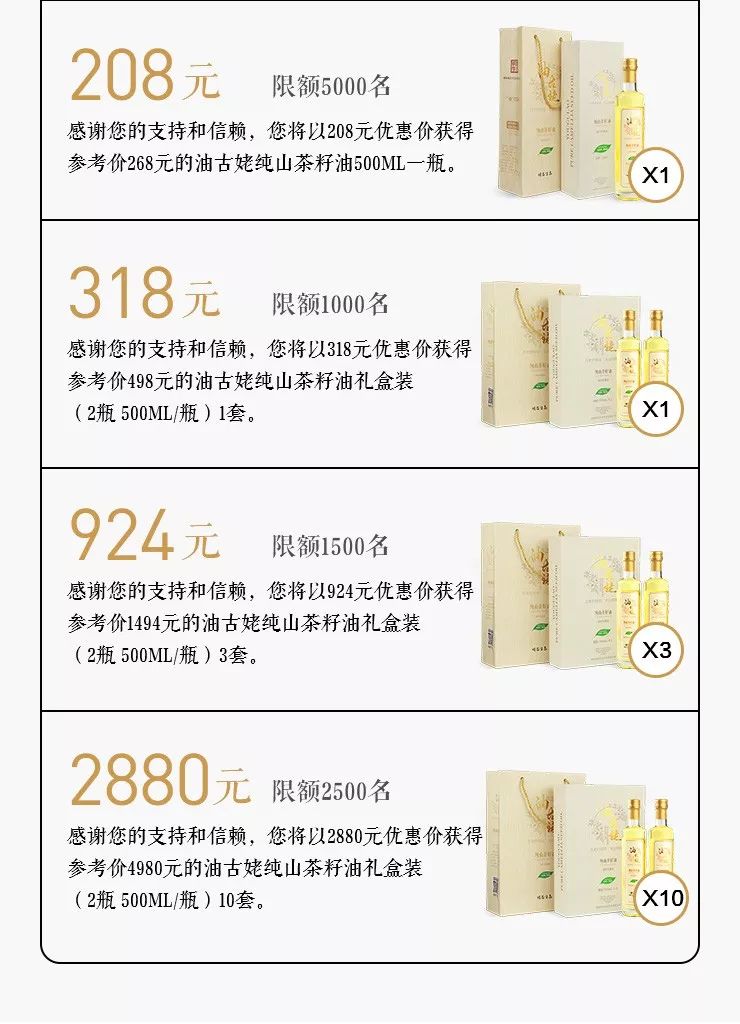 208元 限额5000名
感谢您的支持和信赖，您将以208元优惠价获得
参考价268元的油古姥纯山茶籽油500ML一瓶。
X1
318元 限额1000名
感谢您的支持和信赖，您将以318元优惠价获得
参考价498元的油古姥纯山茶籽油礼盒装
（2瓶 500ML/瓶）1套。
X1
924元 限额1500名
感谢您的支持和信赖，您将以924元优惠价获得
参考价1494元的油古姥纯山茶籽油礼盒装
（2瓶 500ML/瓶）3套。
X3
2880元 限额2500名
感谢您的支持和信赖，您将以2880元优惠价获得
参考价4980元的油古姥纯山茶籽油礼盒装
（2瓶 500ML/瓶）10套。
X10